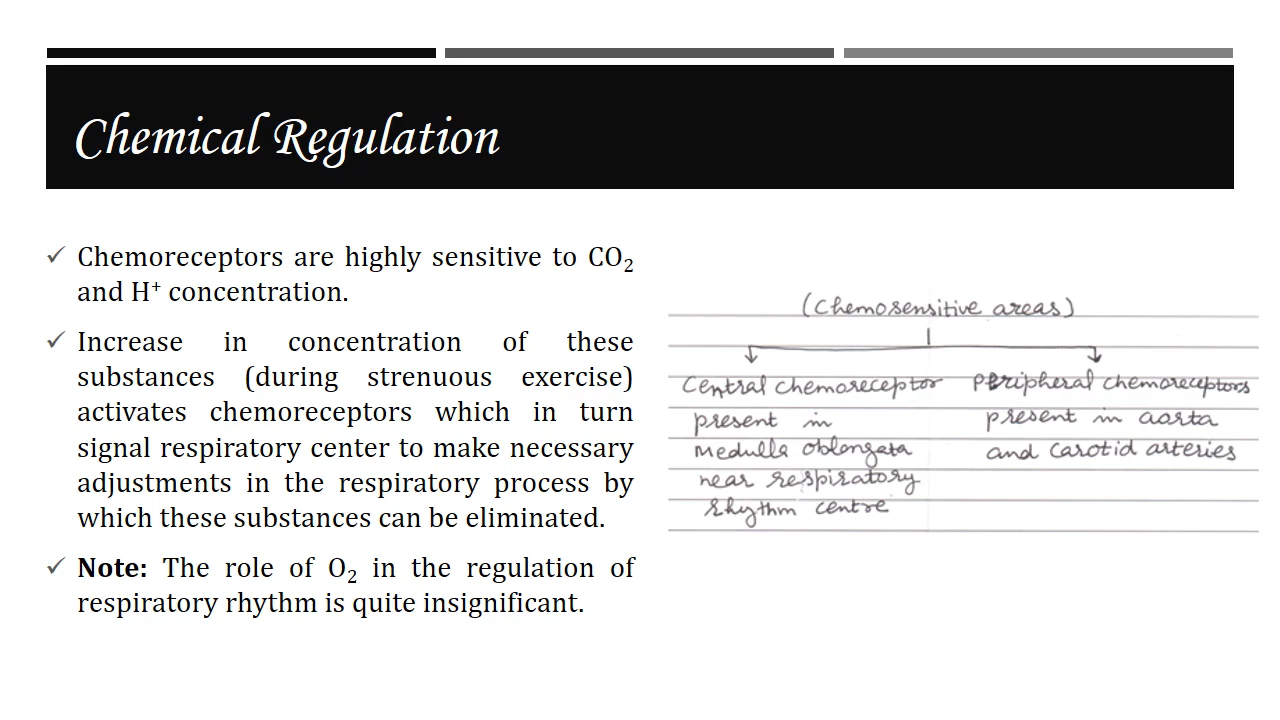 Chemical Regulation
✓ Chemoreceptors are highly sensitive to CO₂
and H⁺ concentration.
✓ Increase in concentration of these
substances (during strenuous exercise)
activates chemoreceptors which in turn
signal respiratory center to make necessary
adjustments in the respiratory process by
which these substances can be eliminated.
✓ Note: The role of O₂ in the regulation of
respiratory rhythm is quite insignificant.
(Chemosensitive areas)
Central chemoreceptor
present in
Medulla oblongata
near respiratory
rhythm centre
Peripheral chemoreceptors
present in aorta
and carotid arteries